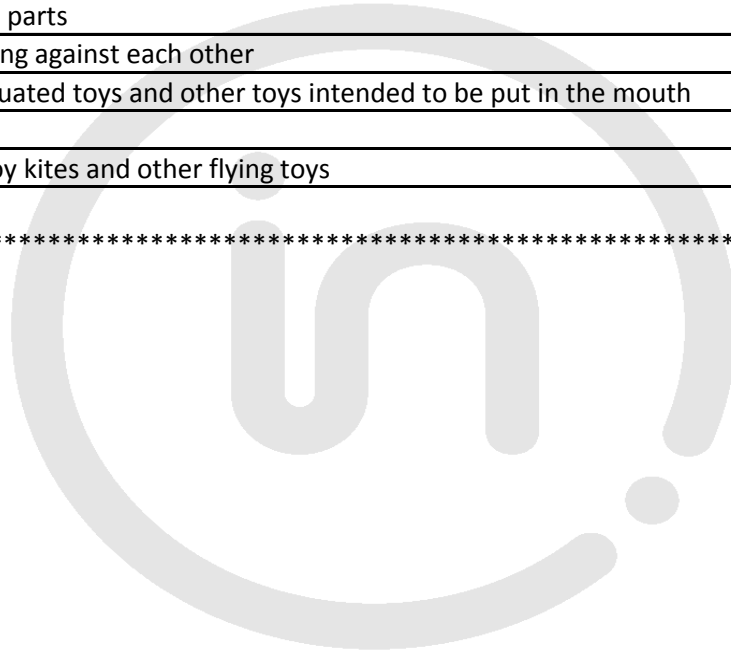 parts
ng against each other
uated toys and other toys intended to be put in the mouth
oy kites and other flying toys
***************************************************
in